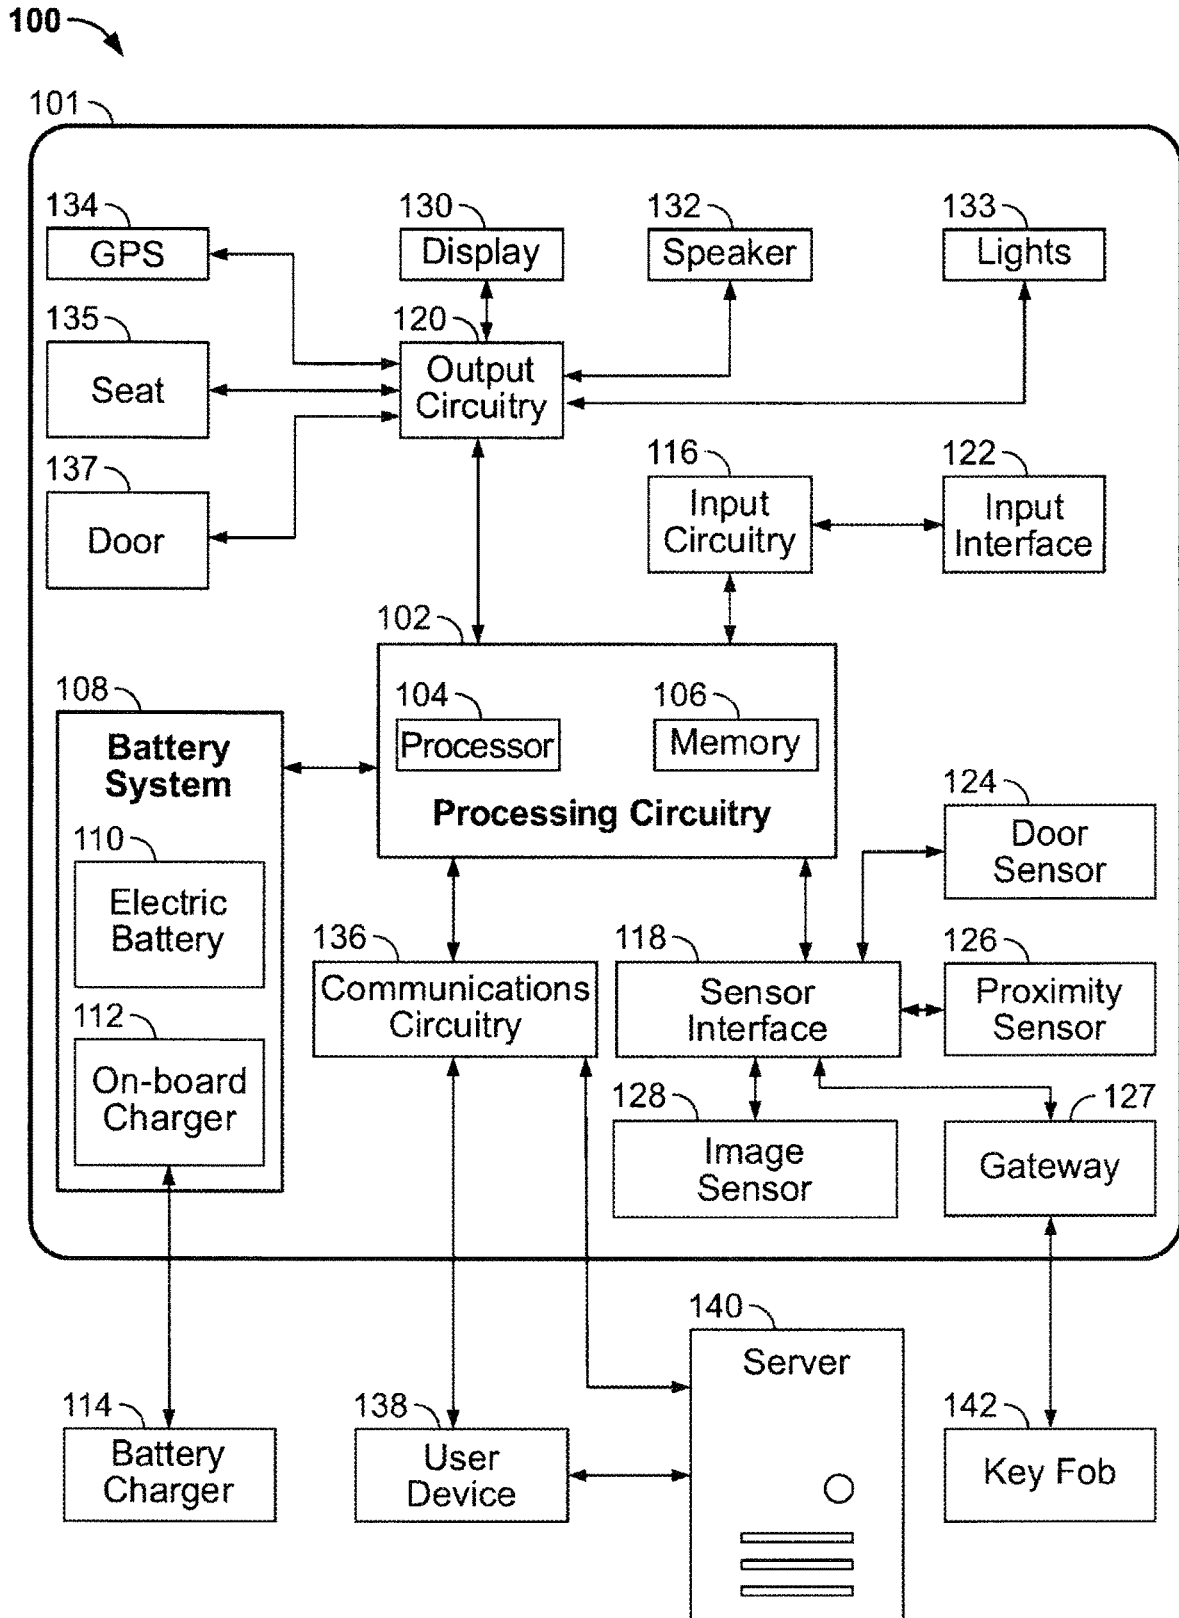 100
101
134
130
132
133
GPS
Display
Speaker
Lights
135
120
Seat
Output
Circuitry
137
116
122
Door
Input
Circuitry
Input
Interface
102
108
104
106
Battery
System
Processor
Memory
Processing Circuitry
124
Door
Sensor
110
Electric
Battery
136
118
126
Communications
Circuitry
Sensor
Interface
Proximity
Sensor
112
On-board
Charger
128
127
Image
Sensor
Gateway
140
Server
114
138
142
Battery
Charger
User
Device
Key Fob